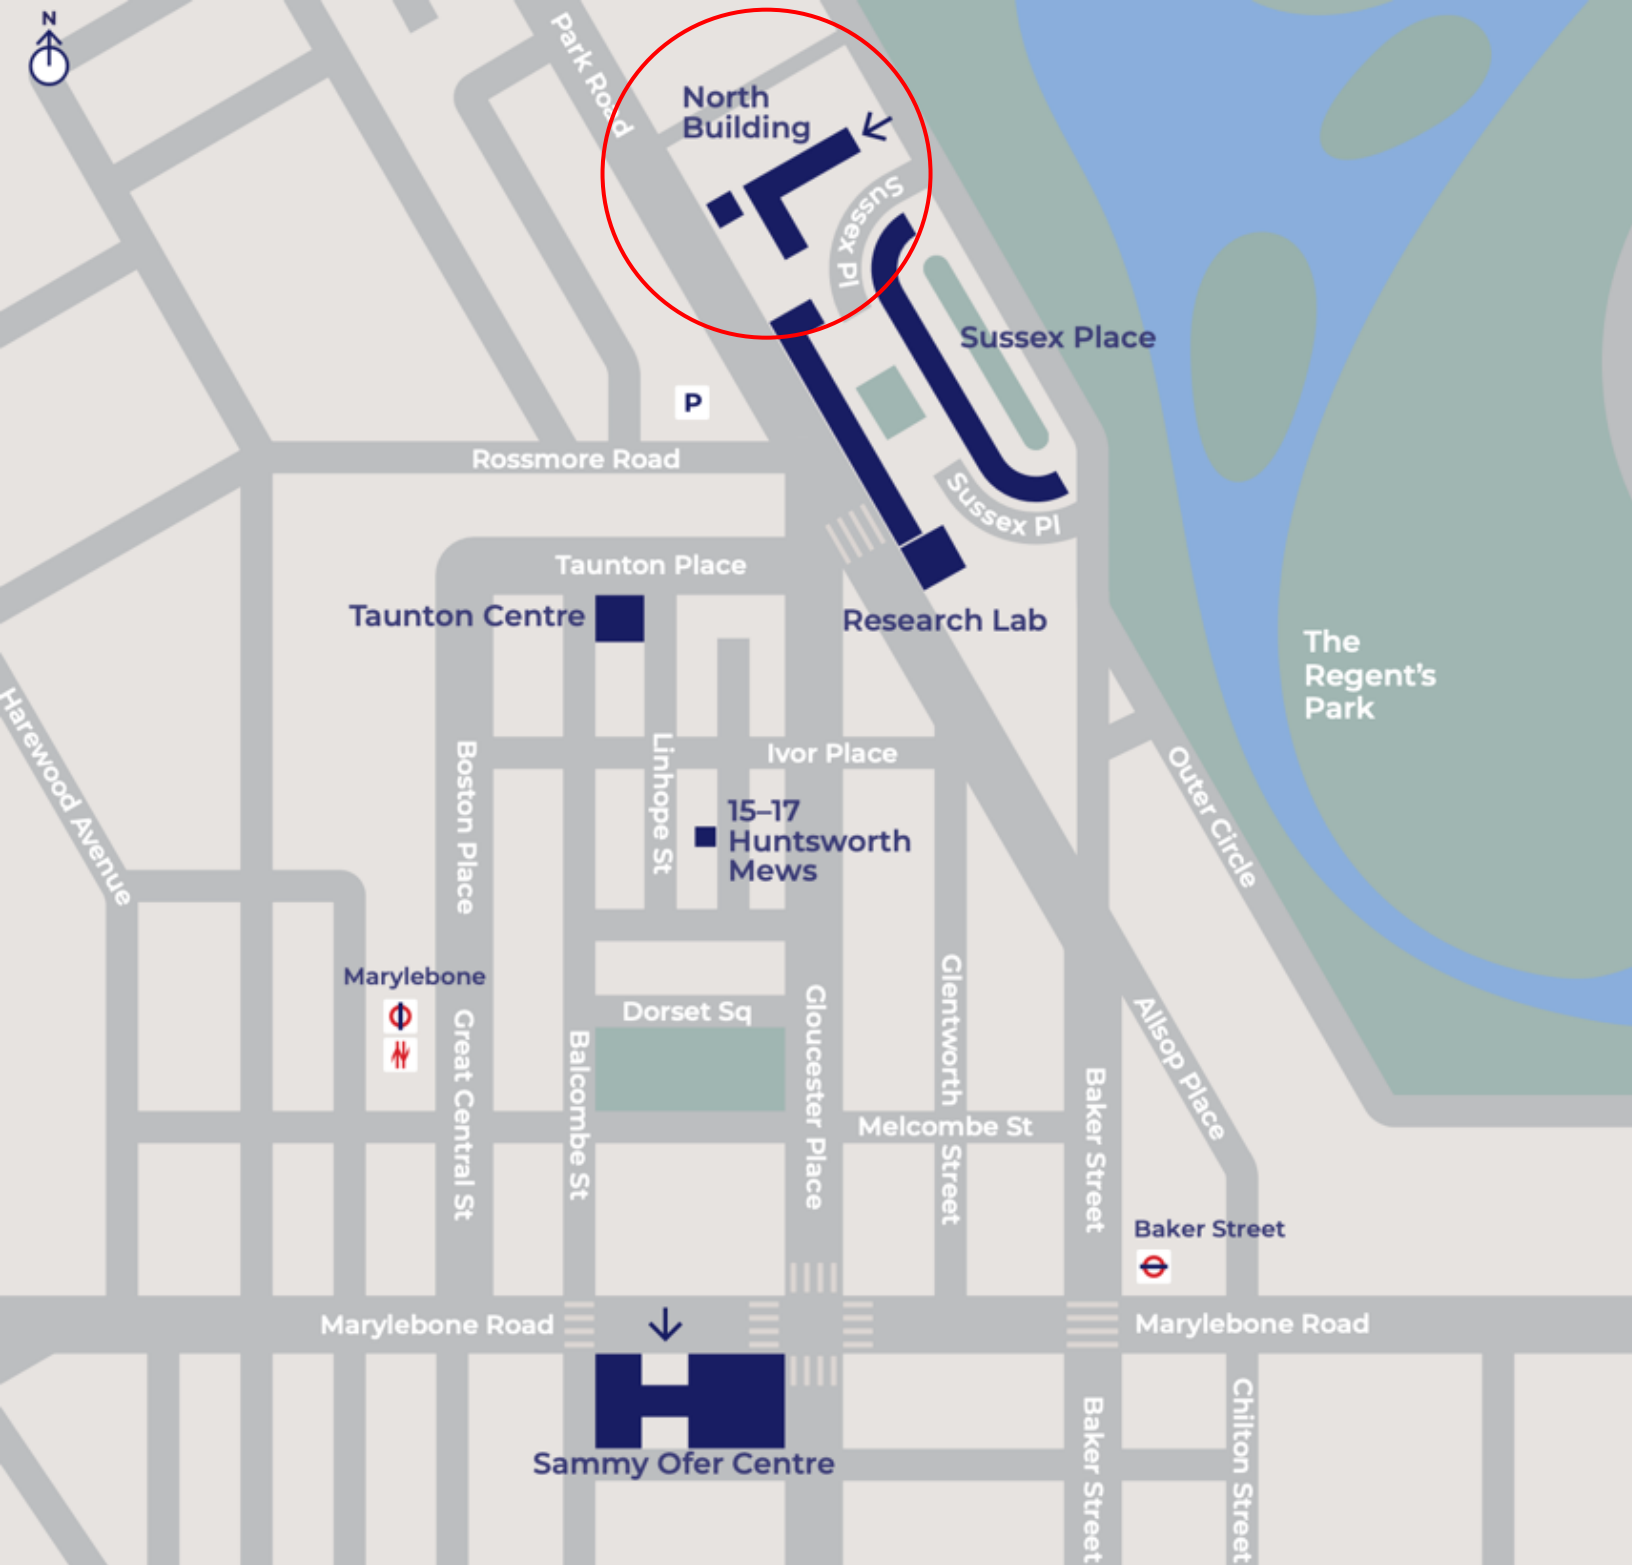 N
Park Road
North
Building
Sussex Pl
Sussex Place
P
Rossmore Road
Sussex Pl
Taunton Place
Taunton Centre
Research Lab
The
Regent's
Park
Harewood Avenue
Boston Place
Linhope St
Ivor Place
Outer Circle
15–17
Huntsworth
Mews
Marylebone
Great Central St
Dorset Sq
Balcombe St
Gloucester Place
Glentworth Street
Allsop Place
Melcombe St
Baker Street
Baker Street
Marylebone Road
Marylebone Road
Sammy Ofer Centre
Baker Street
Chilton Street